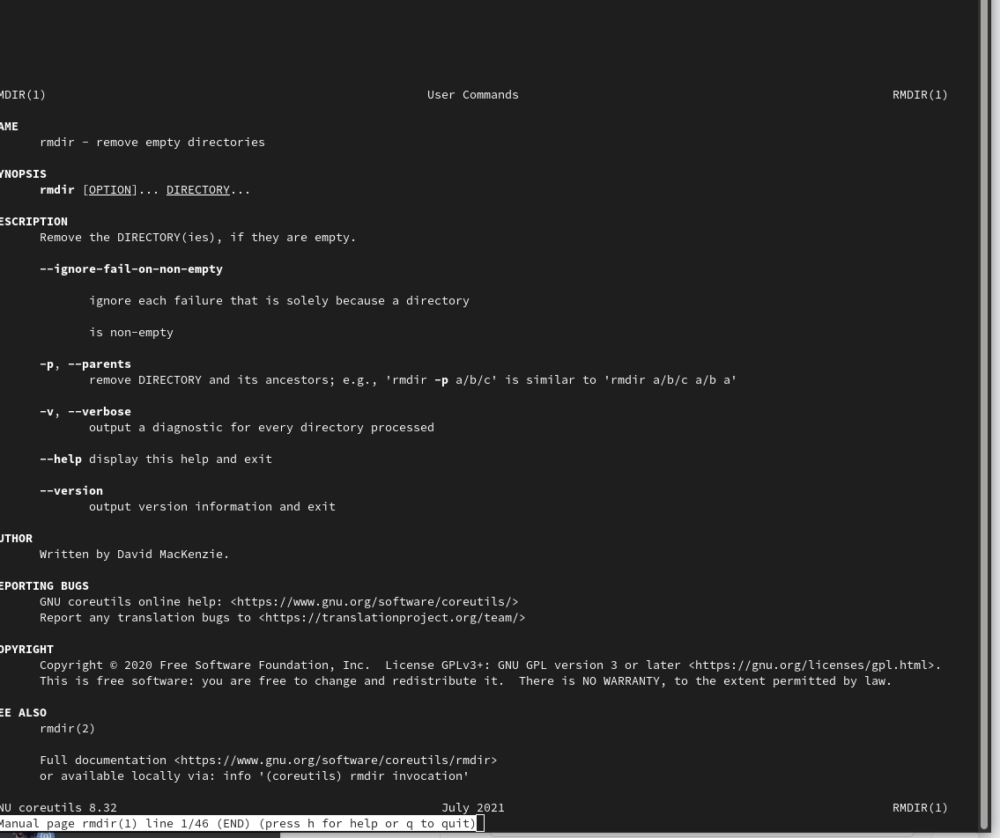 MDIR(1) User Commands RMDIR(1)
AME
rmdir - remove empty directories
YNOPSIS
rmdir [OPTION]... DIRECTORY...
ESCRIPTION
Remove the DIRECTORY(ies), if they are empty.
--ignore-fail-on-non-empty
ignore each failure that is solely because a directory
is non-empty
-p, --parents
remove DIRECTORY and its ancestors; e.g., 'rmdir -p a/b/c' is similar to 'rmdir a/b/c a/b a'
-v, --verbose
output a diagnostic for every directory processed
--help display this help and exit
--version
output version information and exit
UTHOR
Written by David MacKenzie.
EPORTING BUGS
GNU coreutils online help: <https://www.gnu.org/software/coreutils/>
Report any translation bugs to <https://translationproject.org/team/>
OPYRIGHT
Copyright © 2020 Free Software Foundation, Inc.  License GPLv3+: GNU GPL version 3 or later <https://gnu.org/licenses/gpl.html>.
This is free software: you are free to change and redistribute it.  There is NO WARRANTY, to the extent permitted by law.
EE ALSO
rmdir(2)
Full documentation <https://www.gnu.org/software/coreutils/rmdir>
or available locally via: info '(coreutils) rmdir invocation'
NU coreutils 8.32 July 2021 RMDIR(1)
Manual page rmdir(1) line 1/46 (END) (press h for help or q to quit)